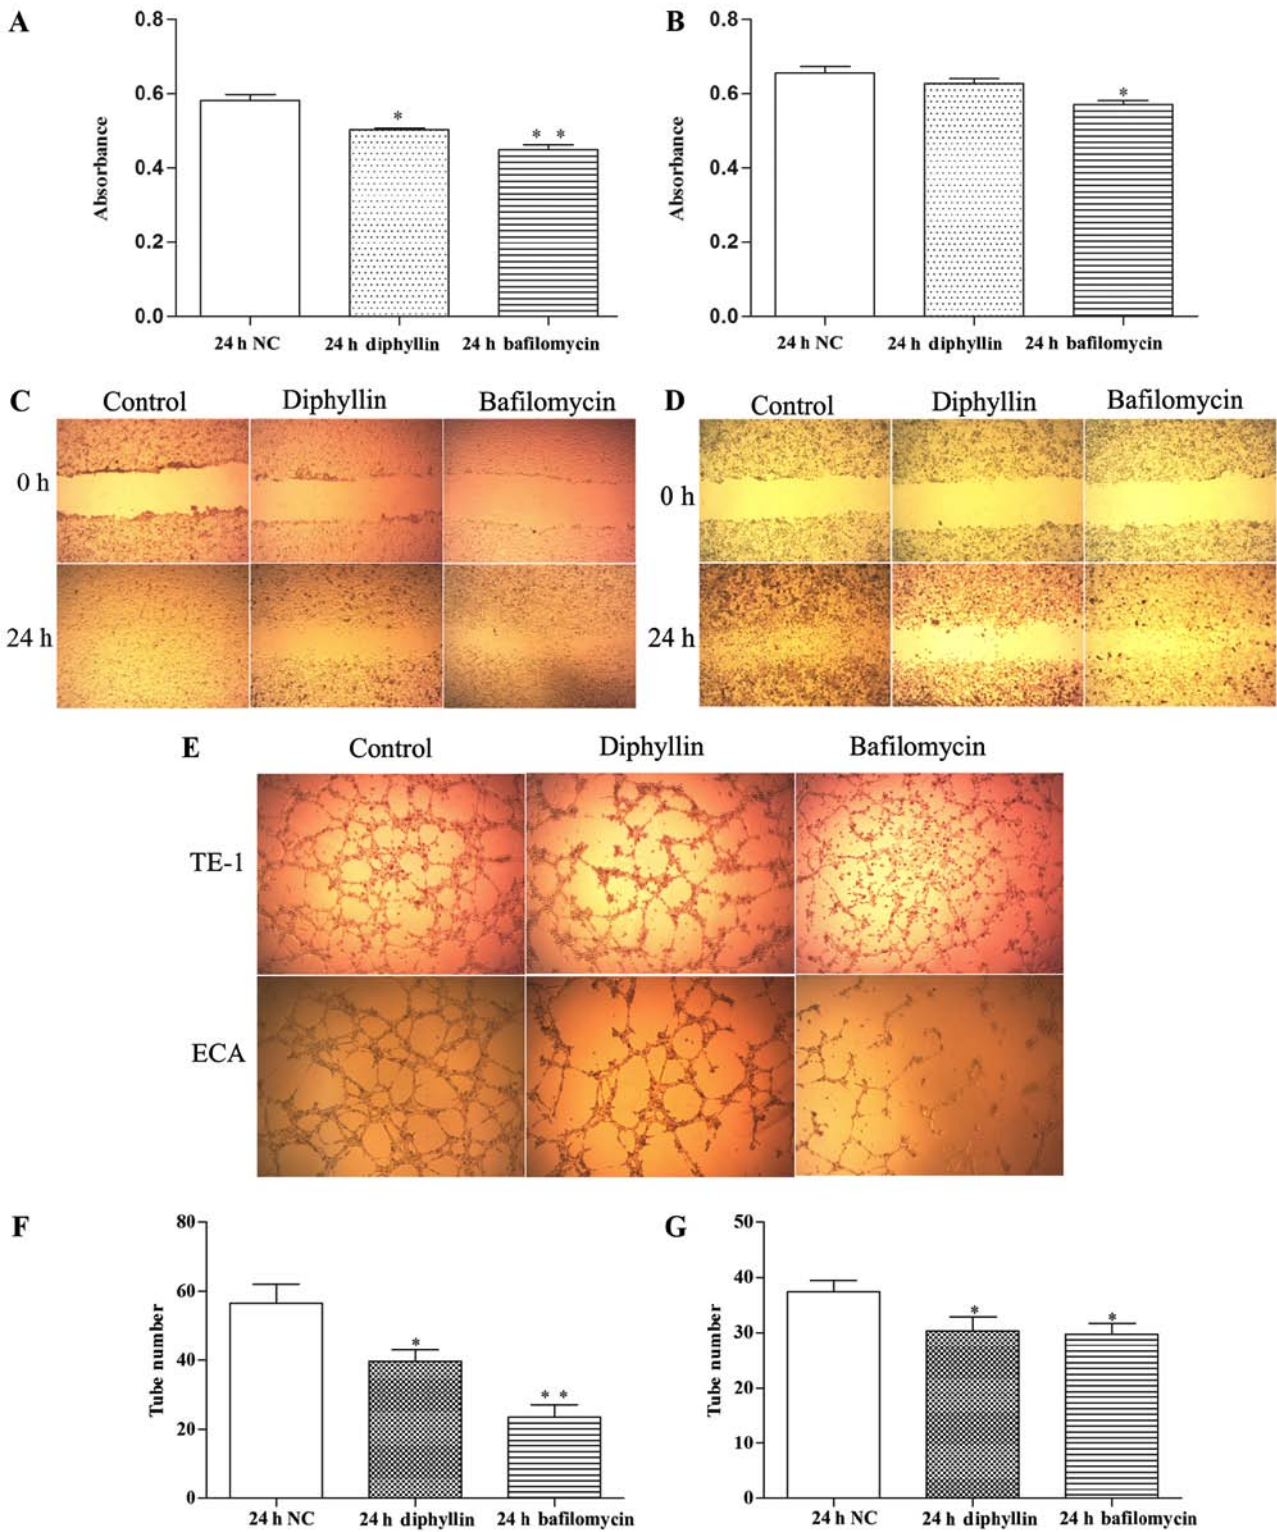 A
0.8
0.6
0.4
0.2
0.0
Absorbance
*
* *
24 h NC
24 h diphyllin
24 h bafilomycin
B
0.8
0.6
0.4
0.2
0.0
Absorbance
*
24 h NC
24 h diphyllin
24 h bafilomycin
C
Control
Diphyllin
Bafilomycin
0 h
24 h
D
Control
Diphyllin
Bafilomycin
0 h
24 h
E
Control
Diphyllin
Bafilomycin
TE-1
ECA
F
80
60
40
20
0
Tube number
*
* *
24 h NC
24 h diphyllin
24 h bafilomycin
G
50
40
30
20
10
0
Tube number
*
*
24 h NC
24 h diphyllin
24 h bafilomycin